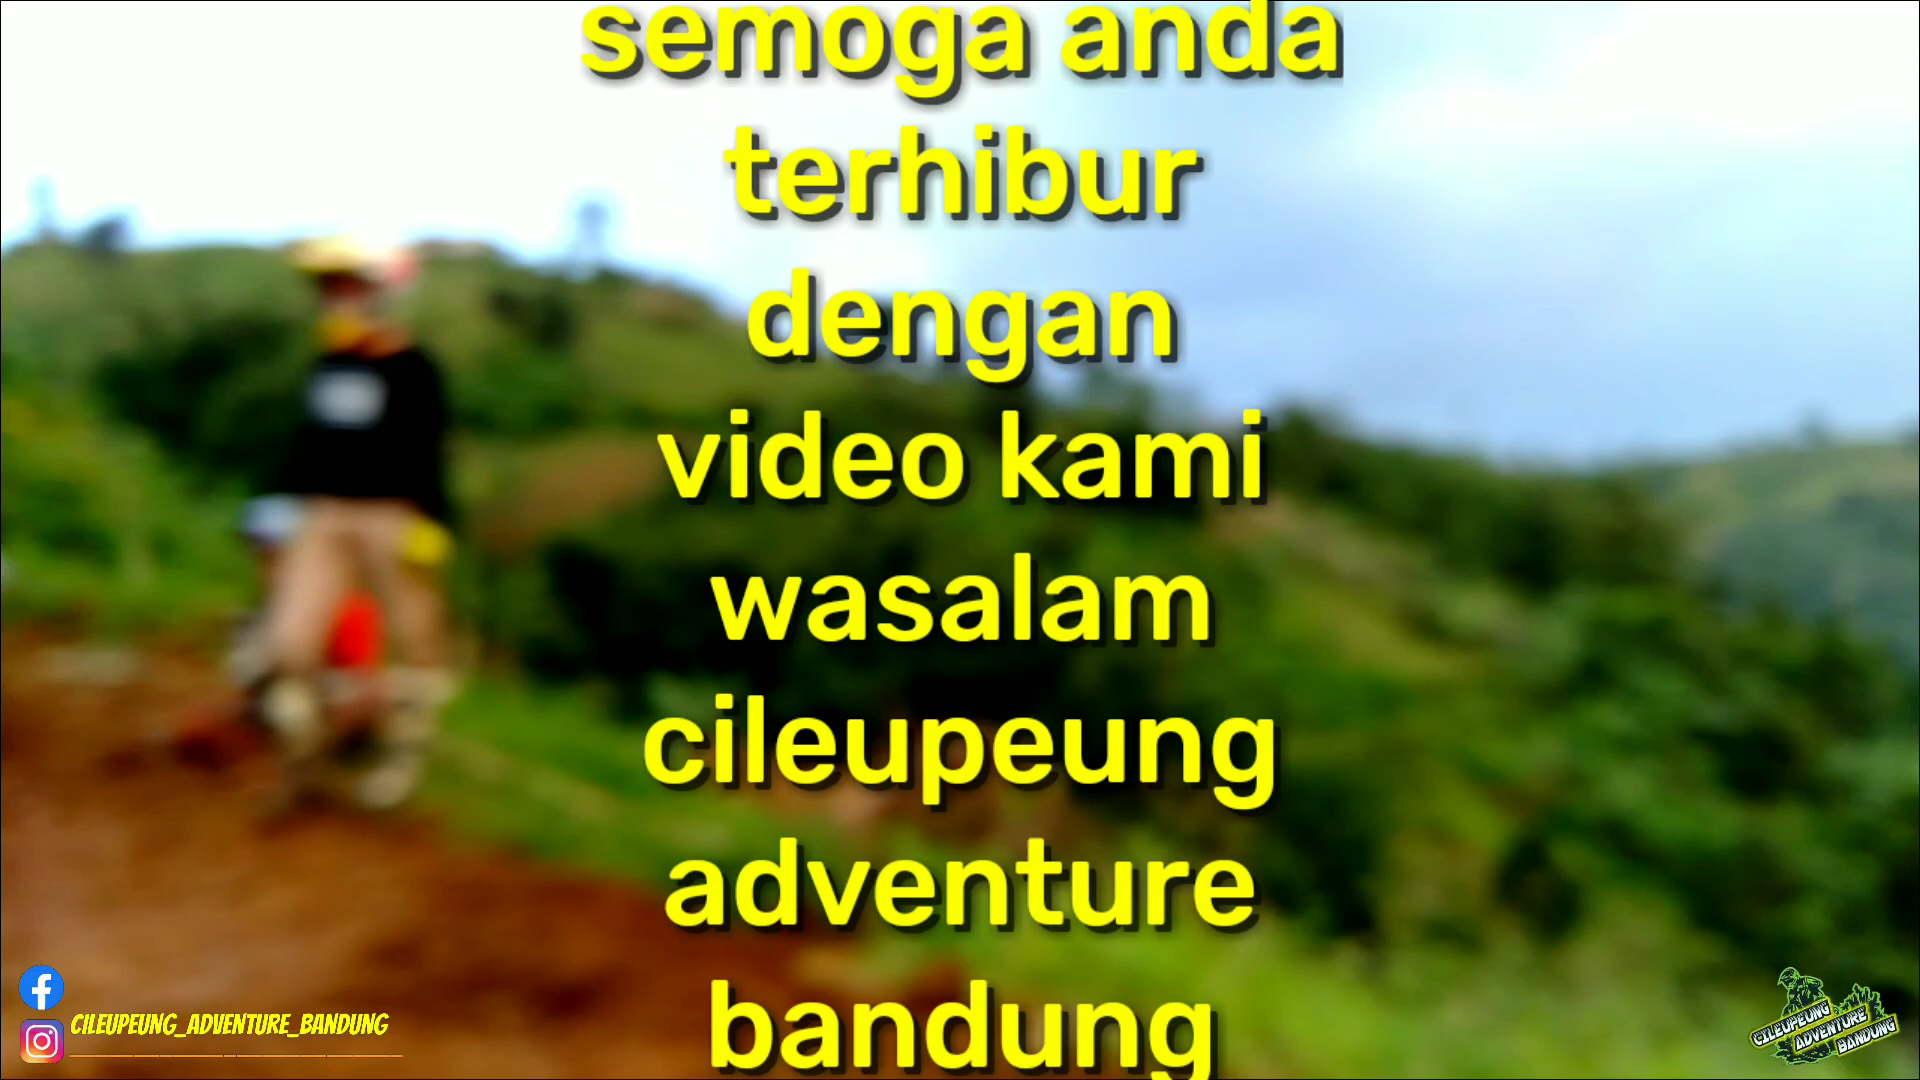 semoga anda
terhibur
dengan
video kami
wasalam
cileupeung
adventure
bandung
CILEUPEUNG_ADVENTURE_BANDUNG
CILEUPEUNG
ADVENTURE
BANDUNG